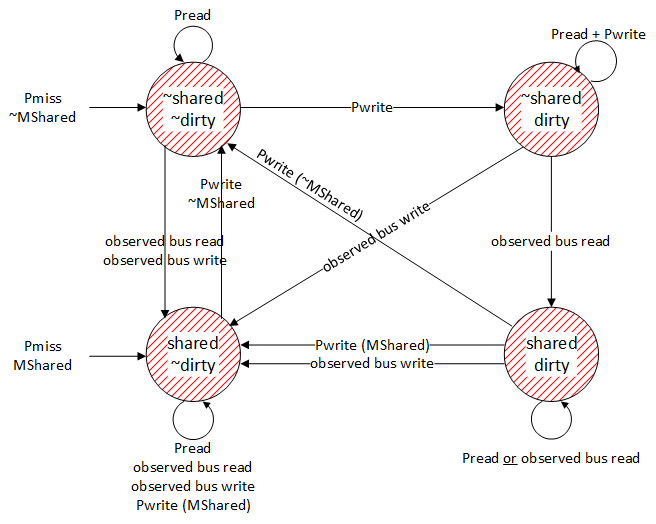 Pread
Pread + Pwrite
Pmiss
~MShared
~shared
~dirty
Pwrite
~shared
dirty
Pwrite
~MShared
Pwrite (~MShared)
observed bus write
observed bus read
observed bus write
observed bus read
Pmiss
MShared
shared
~dirty
Pwrite (MShared)
observed bus write
shared
dirty
Pread
observed bus read
observed bus write
Pwrite (MShared)
Pread or observed bus read